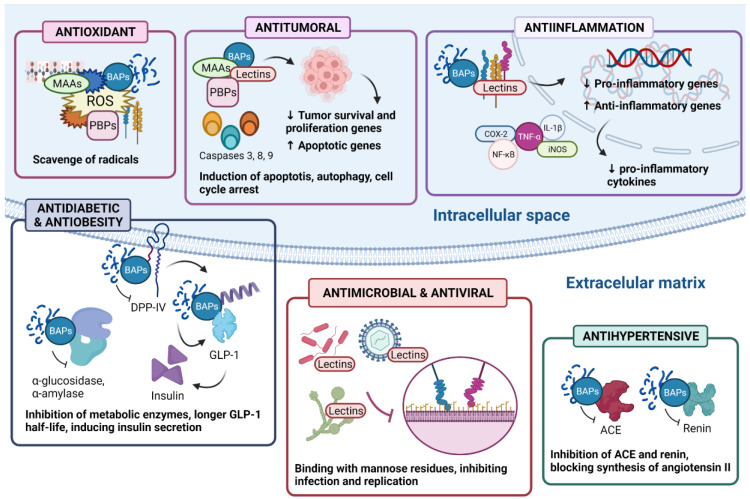 ANTIOXIDANT
MAAs
BAPs
ROS
PBPs
Scavenge of radicals
ANTITUMORAL
BAPs
MAAs
Lectins
PBPs
Caspases 3, 8, 9
↓ Tumor survival and
proliferation genes
↑ Apoptotic genes
Induction of apoptotis, autophagy, cell
cycle arrest
ANTIINFLAMMATION
BAPs
Lectins
↓ Pro-inflammatory genes
↑ Anti-inflammatory genes
COX-2
TNF-α
IL-1β
NF-κB
iNOS
↓ pro-inflammatory
cytokines
Intracellular space
ANTIDIABETIC
& ANTIOBESITY
BAPs
DPP-IV
BAPs
GLP-1
BAPs
α-glucosidase,
α-amylase
Insulin
Inhibition of metabolic enzymes, longer GLP-1
half-life, inducing insulin secretion
Extracelular matrix
ANTIMICROBIAL & ANTIVIRAL
Lectins
Lectins
Lectins
Binding with mannose residues, inhibiting
infection and replication
ANTIHYPERTENSIVE
BAPs
ACE
BAPs
Renin
Inhibition of ACE and renin,
blocking synthesis of angiotensin II